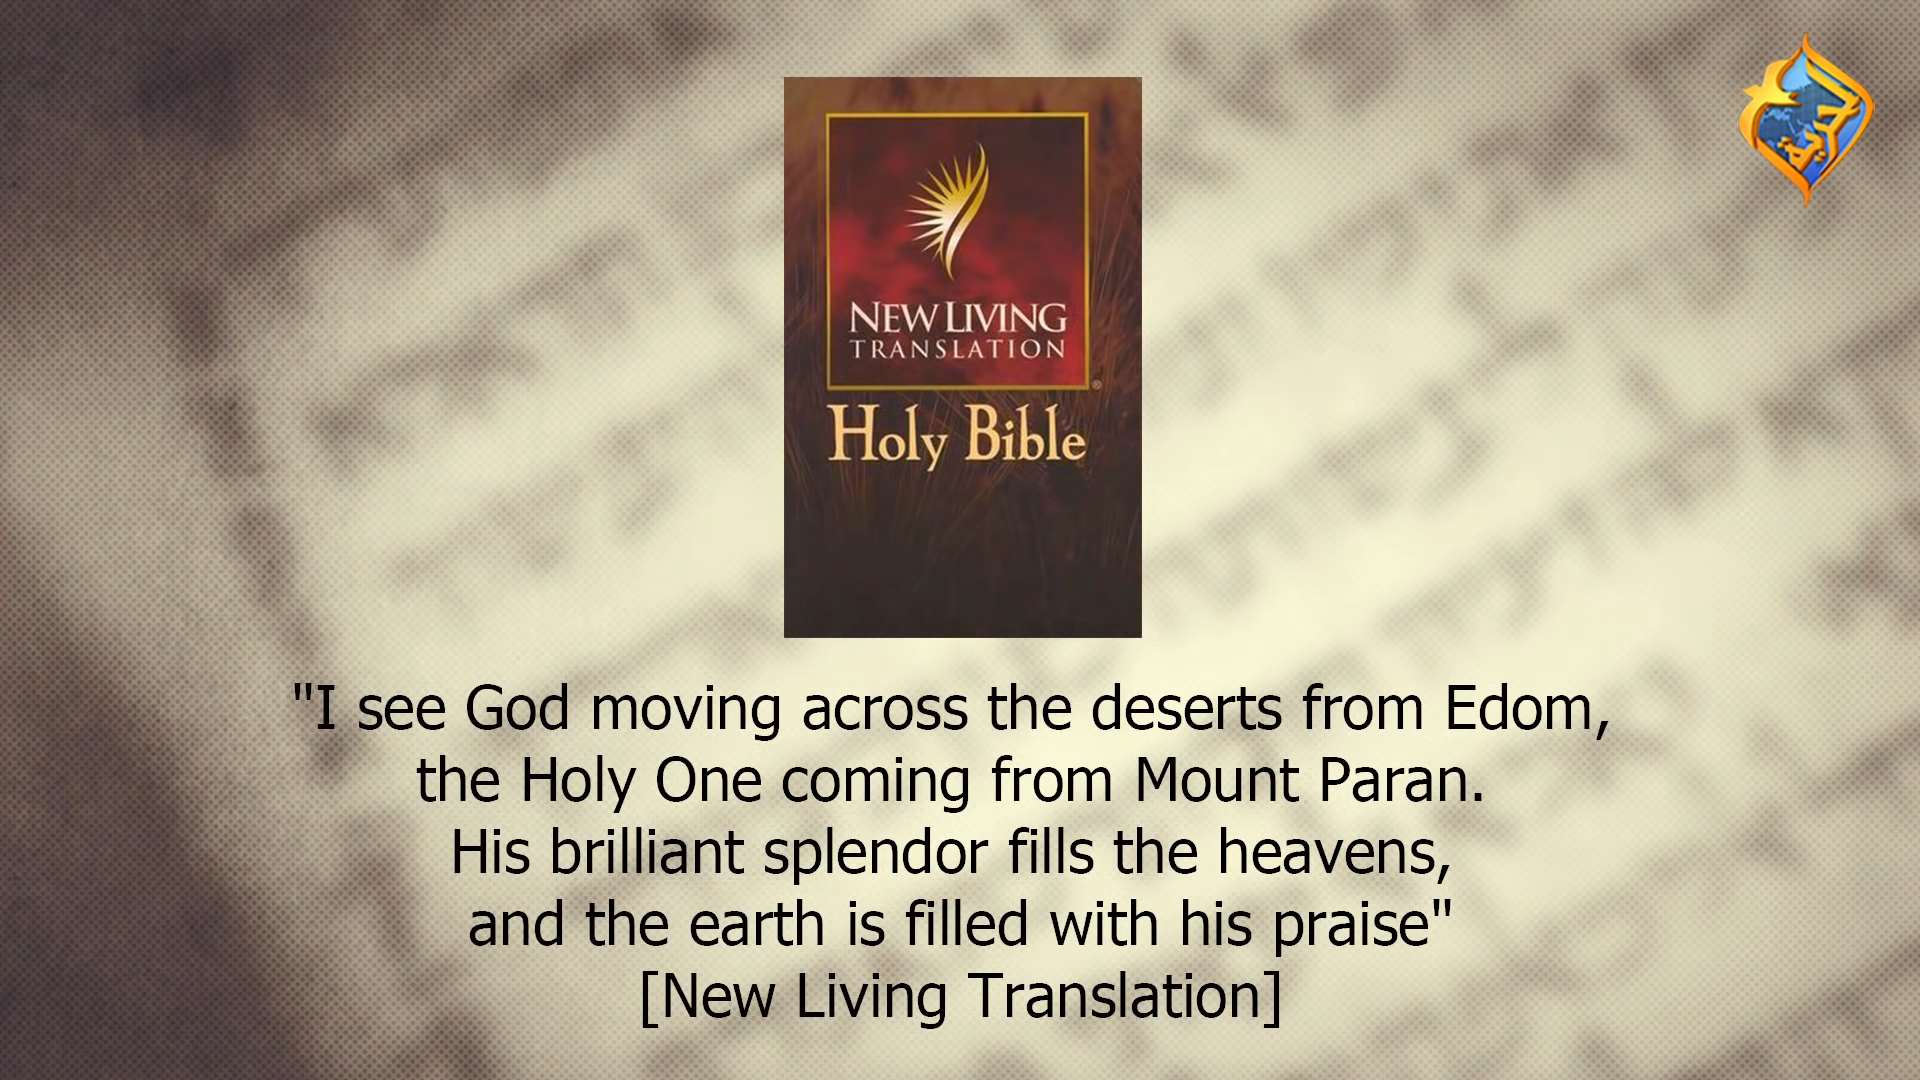 NEW LIVING
TRANSLATION
®
Holy Bible
"I see God moving across the deserts from Edom,
the Holy One coming from Mount Paran.
His brilliant splendor fills the heavens,
and the earth is filled with his praise"
[New Living Translation]